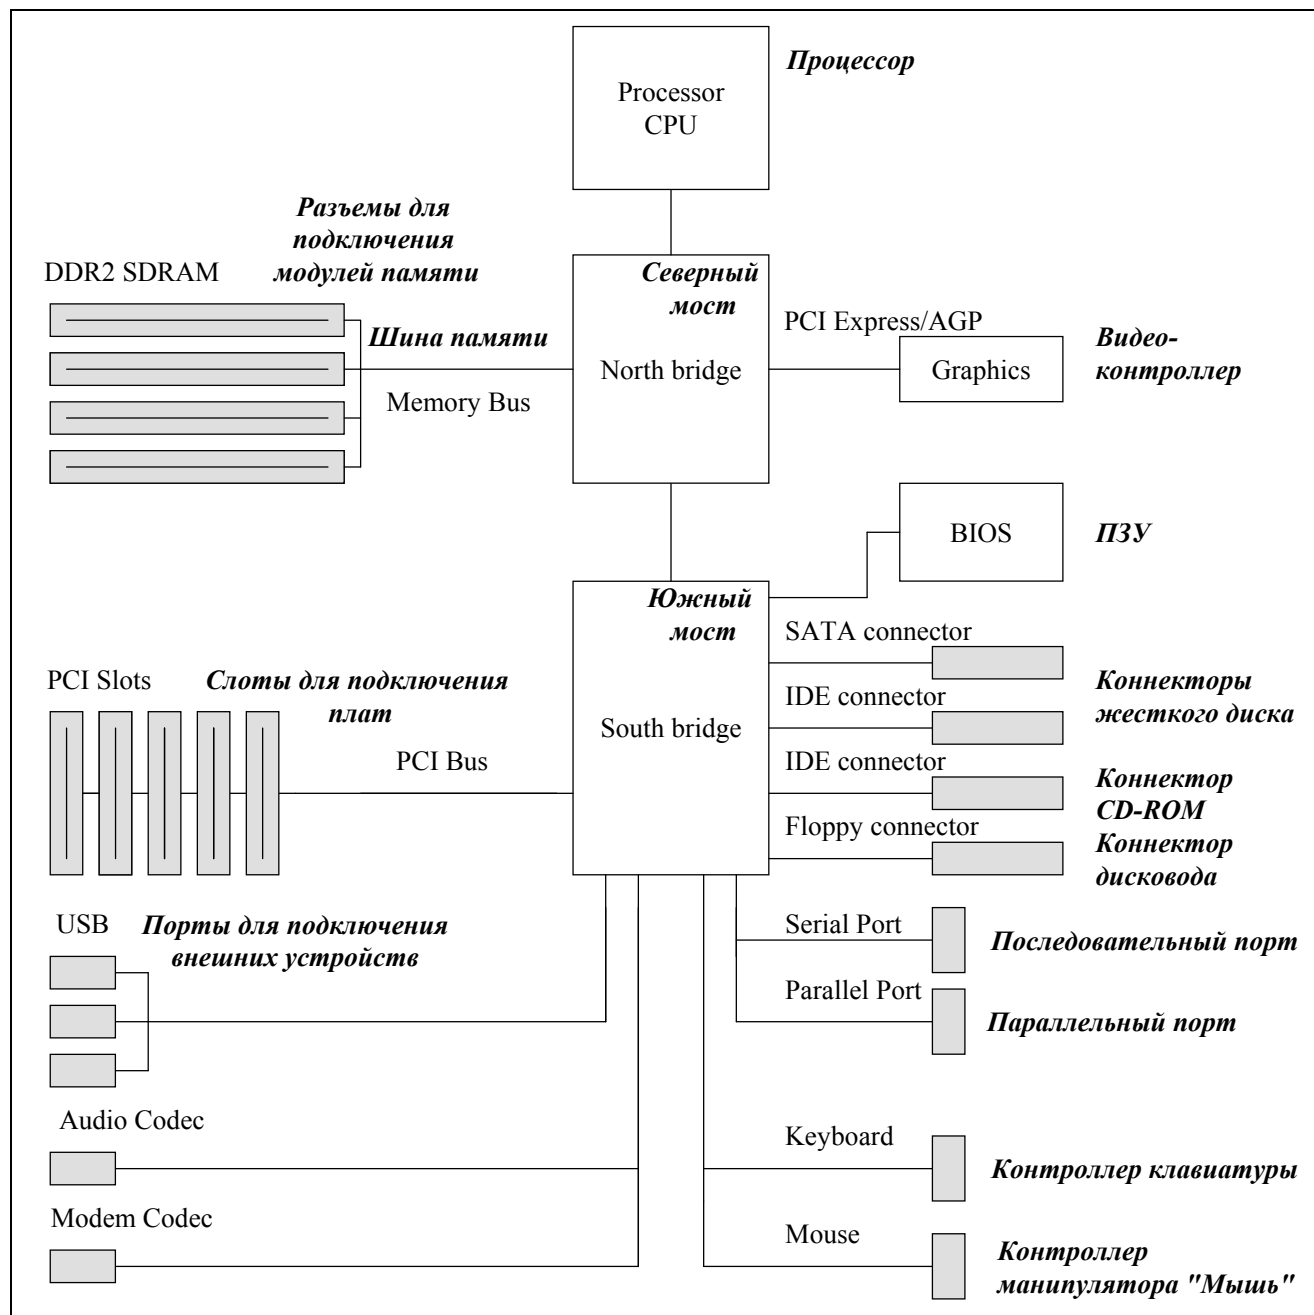 Processor
CPU
Процессор
Разъемы для
подключения
модулей памяти
DDR2 SDRAM
Шина памяти
Memory Bus
Северный
мост
North bridge
PCI Express/AGP
Graphics
Видео-
контроллер
BIOS
ПЗУ
Южный
мост
South bridge
SATA connector
IDE connector
Коннекторы
жесткого диска
IDE connector
Коннектор
CD-ROM
Floppy connector
Коннектор
дисковода
PCI Slots
Слоты для подключения
плат
PCI Bus
USB
Порты для подключения
внешних устройств
Serial Port
Последовательный порт
Parallel Port
Параллельный порт
Audio Codec
Keyboard
Контроллер клавиатуры
Modem Codec
Mouse
Контроллер
манипулятора "Мышь"